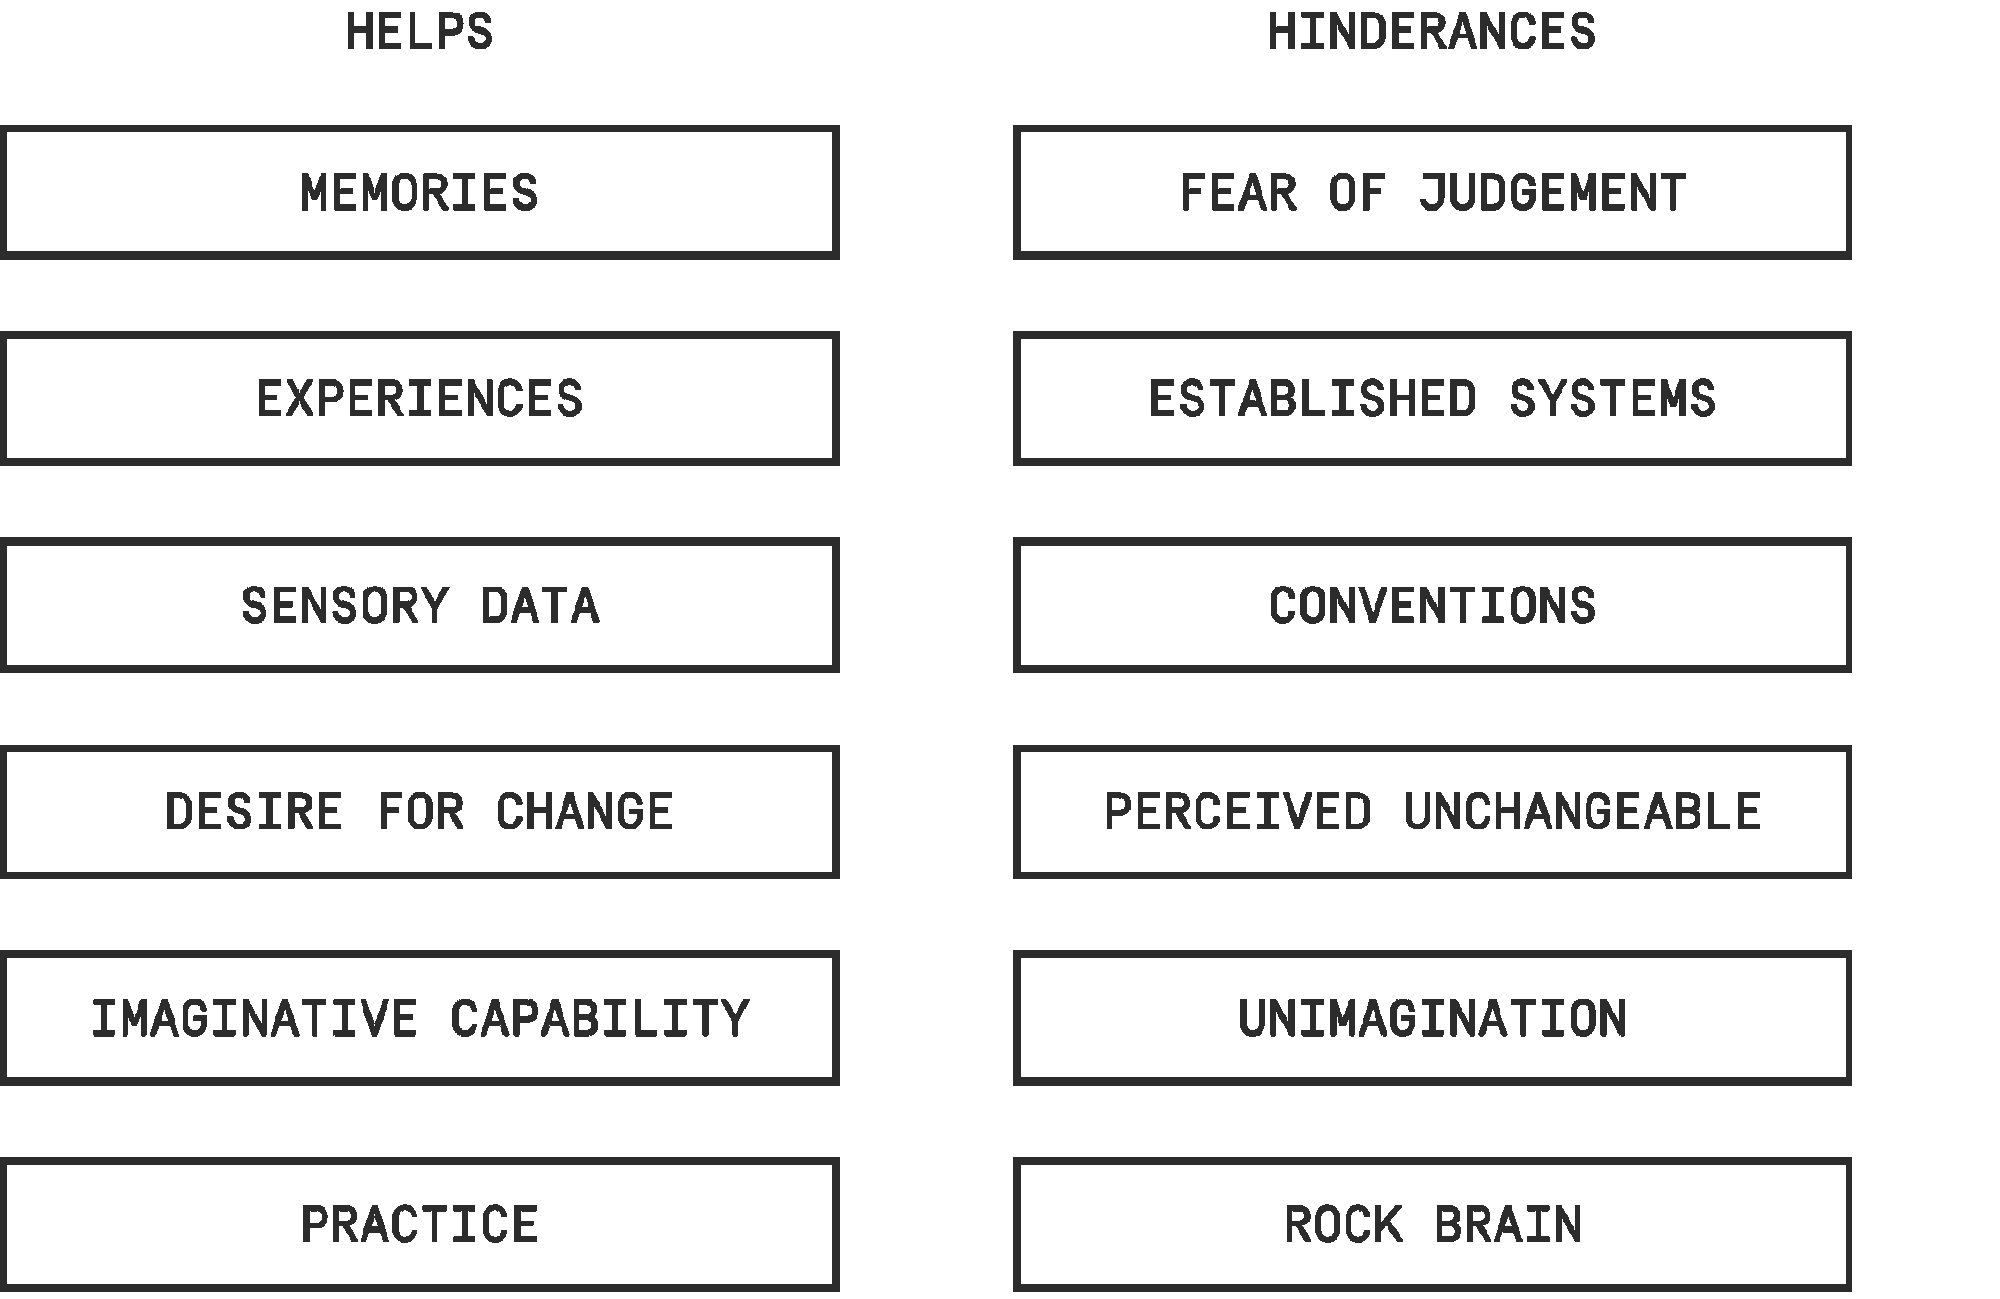 HELPS
MEMORIES
EXPERIENCES
SENSORY DATA
DESIRE FOR CHANGE
IMAGINATIVE CAPABILITY
PRACTICE
HINDERANCES
FEAR OF JUDGEMENT
ESTABLISHED SYSTEMS
CONVENTIONS
PERCEIVED UNCHANGEABLE
UNIMAGINATION
ROCK BRAIN